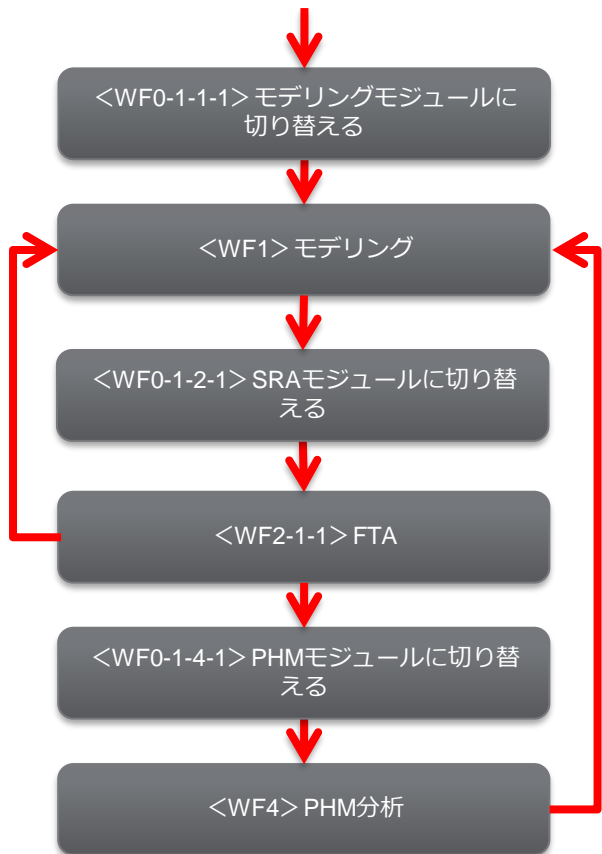 ＜WF0-1-1-1＞モデリングモジュールに
切り替える
＜WF1＞モデリング
＜WF0-1-2-1＞SRAモジュールに切り替
える
＜WF2-1-1＞FTA
＜WF0-1-4-1＞PHMモジュールに切り替
える
＜WF4＞PHM分析